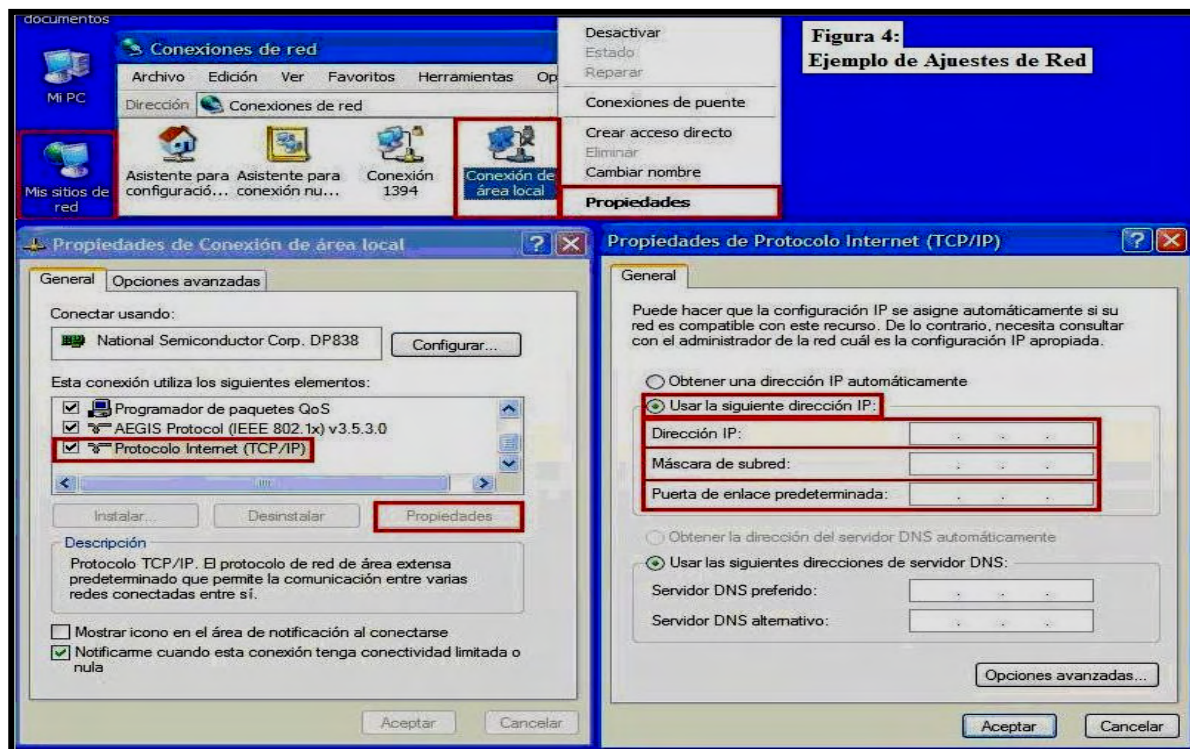 documentos
Mi PC
Mis sitios de
red
Conexiones de red
Archivo Edición Ver Favoritos Herramientas Op
Dirección Conexiones de red
Asistente para
configuració...
Asistente para
conexión nu...
Conexión
1394
Conexión de
área local
Desactivar
Estado
Reparar
Conexiones de puente
Crear acceso directo
Eliminar
Cambiar nombre
Propiedades
Figura 4:
Ejemplo de Ajuestes de Red
Propiedades de Conexión de área local
General Opciones avanzadas
Conectar usando:
National Semiconductor Corp. DP838 Configurar...
Esta conexión utiliza los siguientes elementos:
Programador de paquetes QoS
AEGIS Protocol (IEEE 802.1x) v3.5.3.0
Protocolo Internet (TCP/IP)
Instalar... Desinstalar Propiedades
Descripción
Protocolo TCP/IP. El protocolo de red de área extensa
predeterminado que permite la comunicación entre varias
redes conectadas entre sí.
Mostrar icono en el área de notificación al conectarse
Notificarme cuando esta conexión tenga conectividad limitada o
nula
Aceptar Cancelar
Propiedades de Protocolo Internet (TCP/IP)
General
Puede hacer que la configuración IP se asigne automáticamente si su
red es compatible con este recurso. De lo contrario, necesita consultar
con el administrador de la red cuál es la configuración IP apropiada.
Obtener una dirección IP automáticamente
Usar la siguiente dirección IP:
Dirección IP:
Máscara de subred:
Puerta de enlace predeterminada:
Obtener la dirección del servidor DNS automáticamente
Usar las siguientes direcciones de servidor DNS:
Servidor DNS preferido:
Servidor DNS alternativo:
Opciones avanzadas...
Aceptar Cancelar